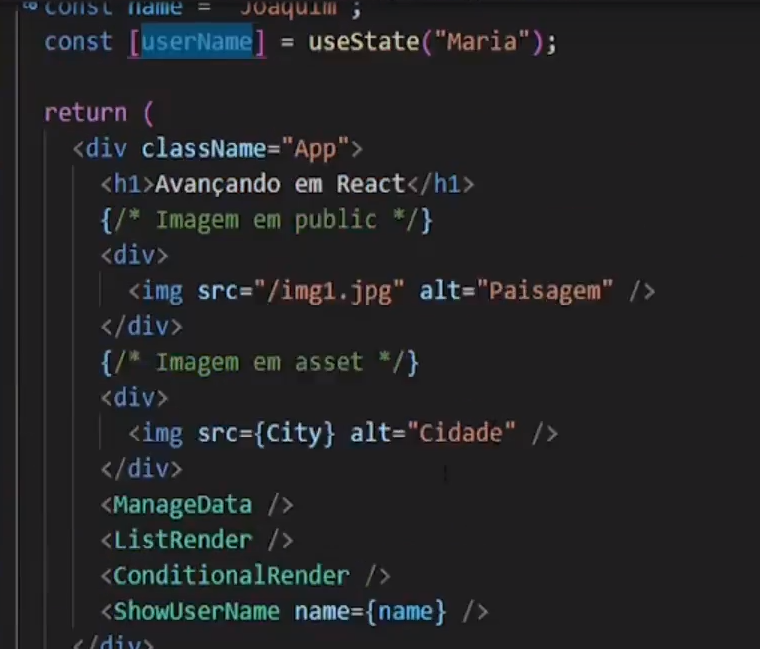 const name = "Joaquim";
const [userName] = useState("Maria");
return (
<div className="App">
<h1>Avançando em React</h1>
{/* Imagem em public */}
<div>
<img src="/img1.jpg" alt="Paisagem" />
</div>
{/* Imagem em asset */}
<div>
<img src={City} alt="Cidade" />
</div>
<ManageData />
<ListRender />
<ConditionalRender />
<ShowUserName name={name} />
</div>